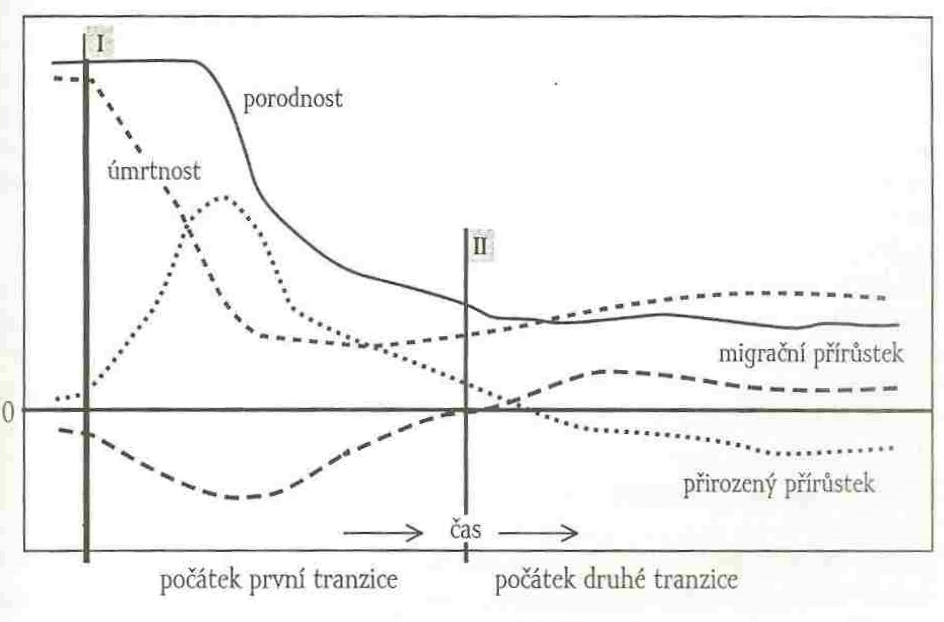 I
porodnost
úmrtnost
II
migrační přírůstek
0
přirozený přírůstek
čas
počátek první tranzice
počátek druhé tranzice